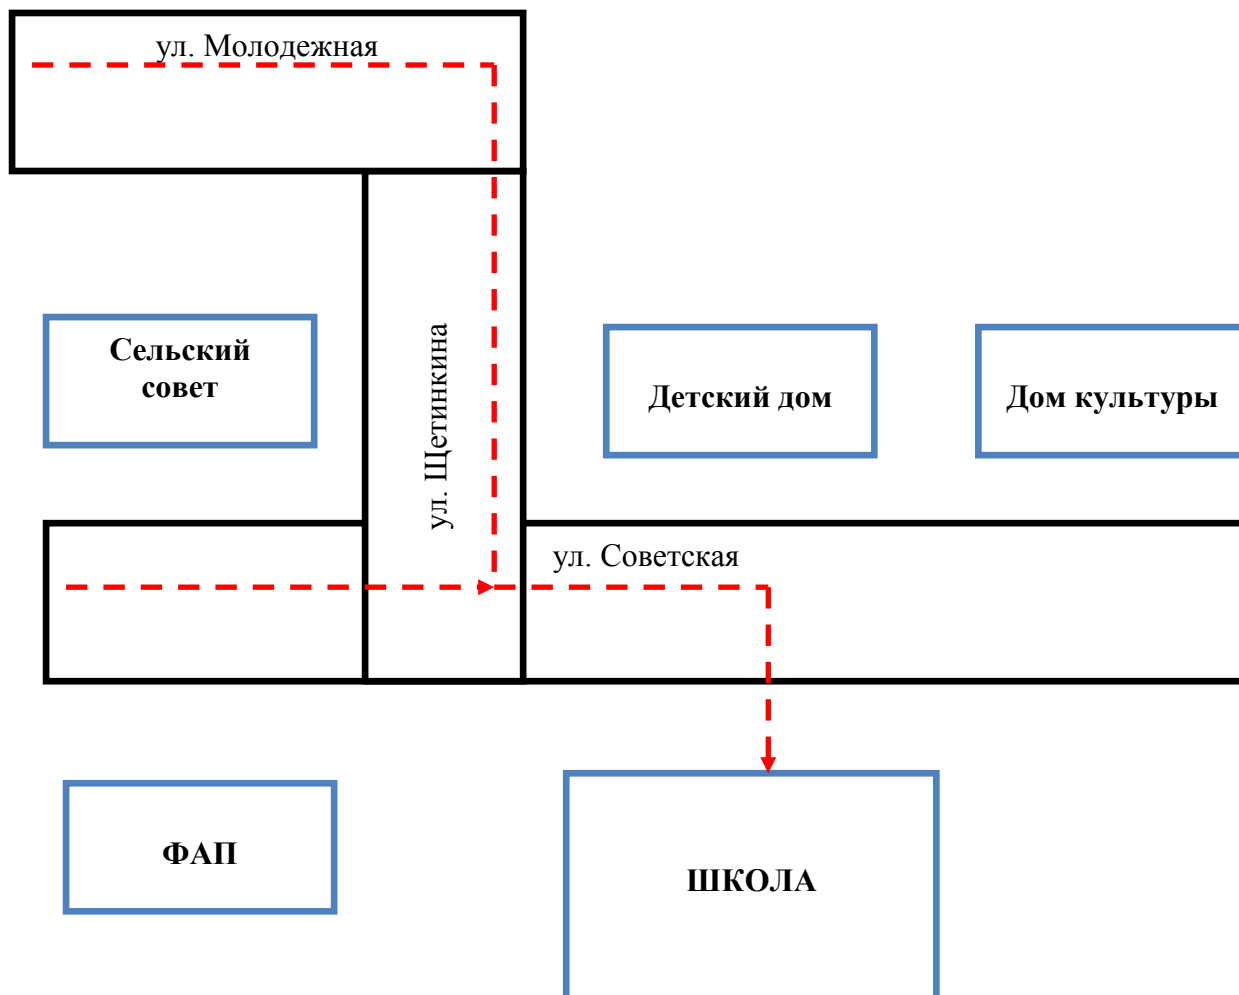 ул. Молодежная
Сельский
совет
ул. Щетинкина
Детский дом
Дом культуры
ул. Советская
ФАП
ШКОЛА